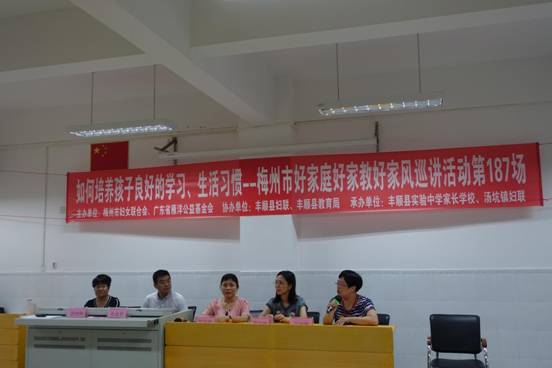 如何培养孩子良好的学习、生活习惯---梅州市好家庭好家教好家风巡讲活动第187场
主办单位：梅州市妇女联合会、广东省雁洋公益基金会 协办单位：丰顺县妇联、丰顺县教育局 承办单位：丰顺县实验中学家长学校、汤坑镇妇联